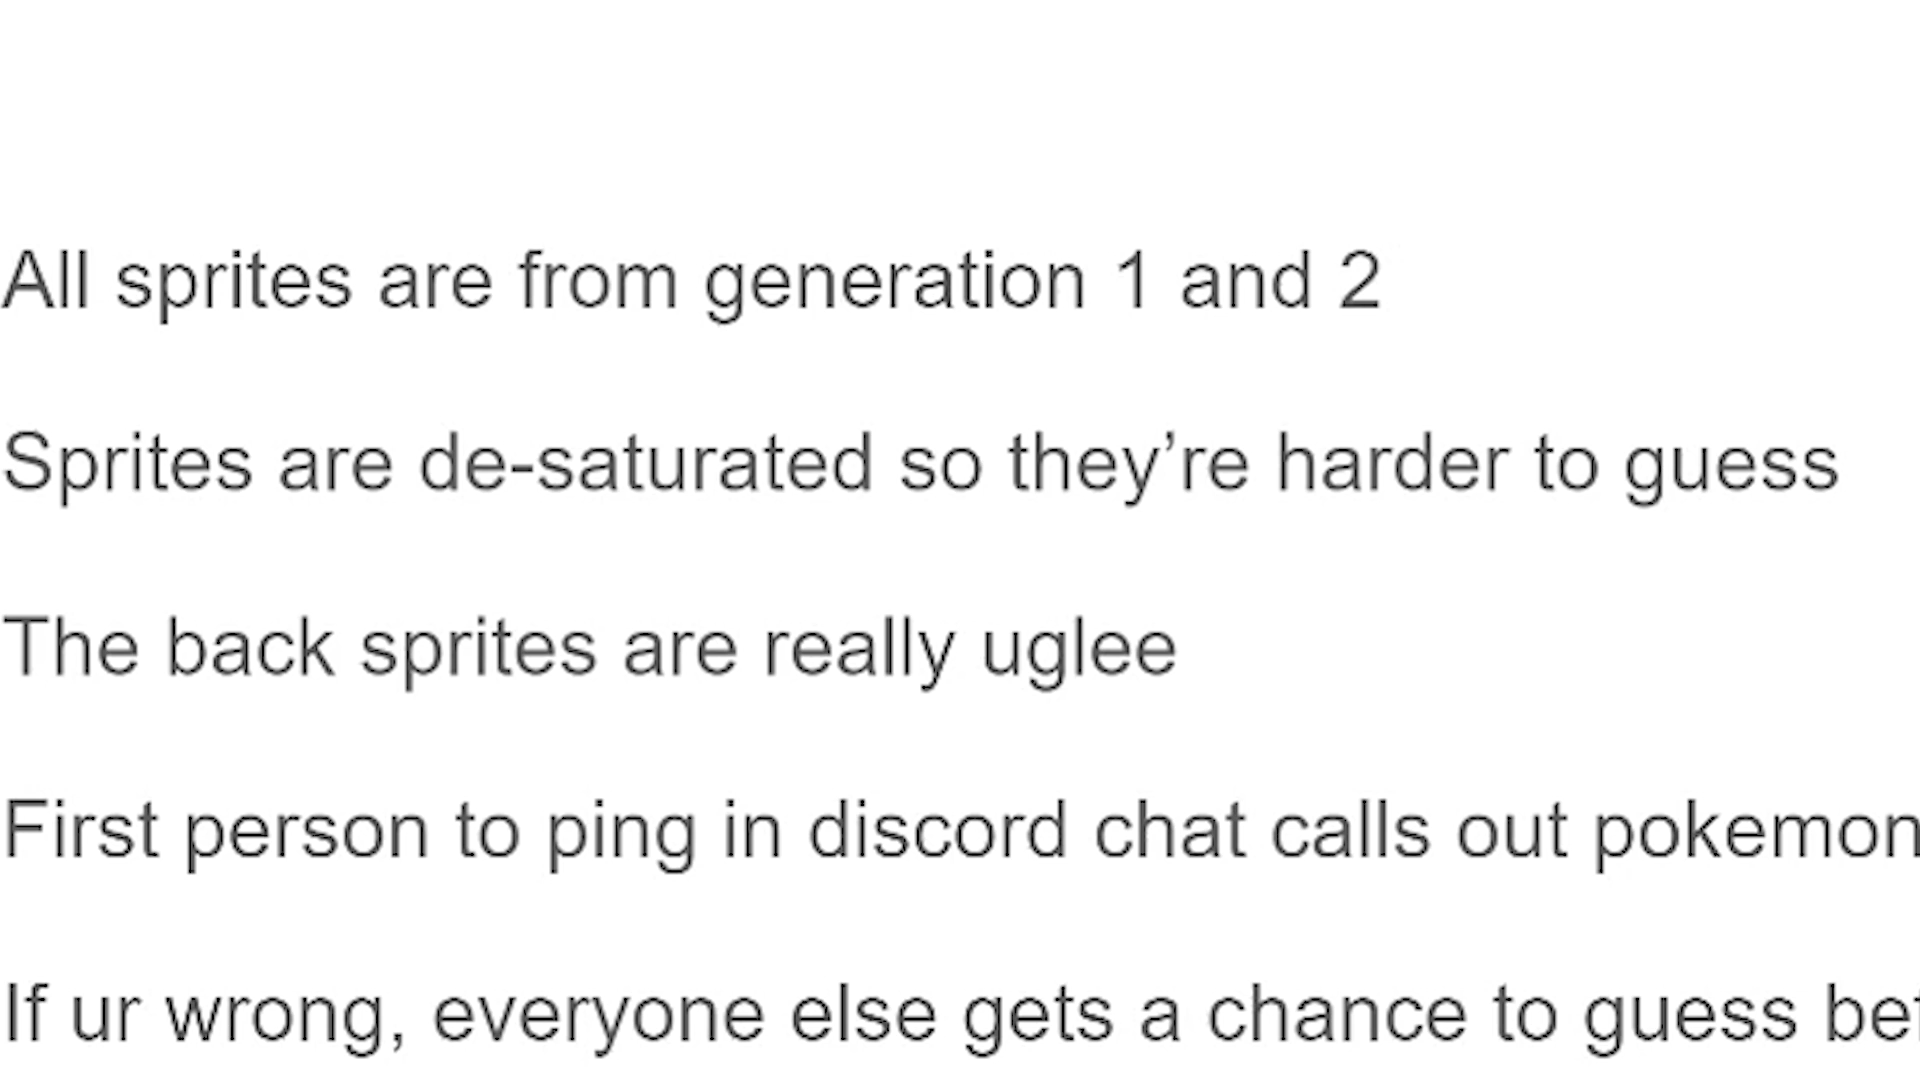 All sprites are from generation 1 and 2
Sprites are de-saturated so they’re harder to guess
The back sprites are really uglee
First person to ping in discord chat calls out pokemon
If ur wrong, everyone else gets a chance to guess